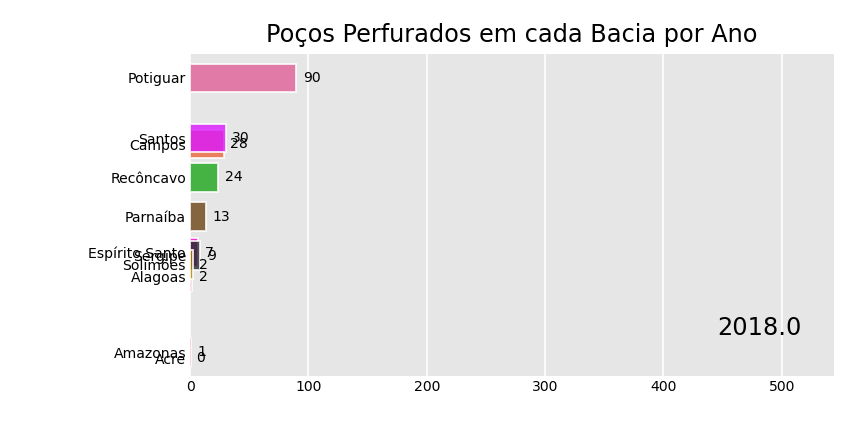 Poços Perfurados em cada Bacia por Ano
Potiguar 90
Santos 30
Campos 28
Recôncavo 24
Parnaíba 13
Espírito Santo 7
Sergipe 9
Solimões 2
Alagoas 2
2018.0
Amazonas 1
Acre 0
0 100 200 300 400 500